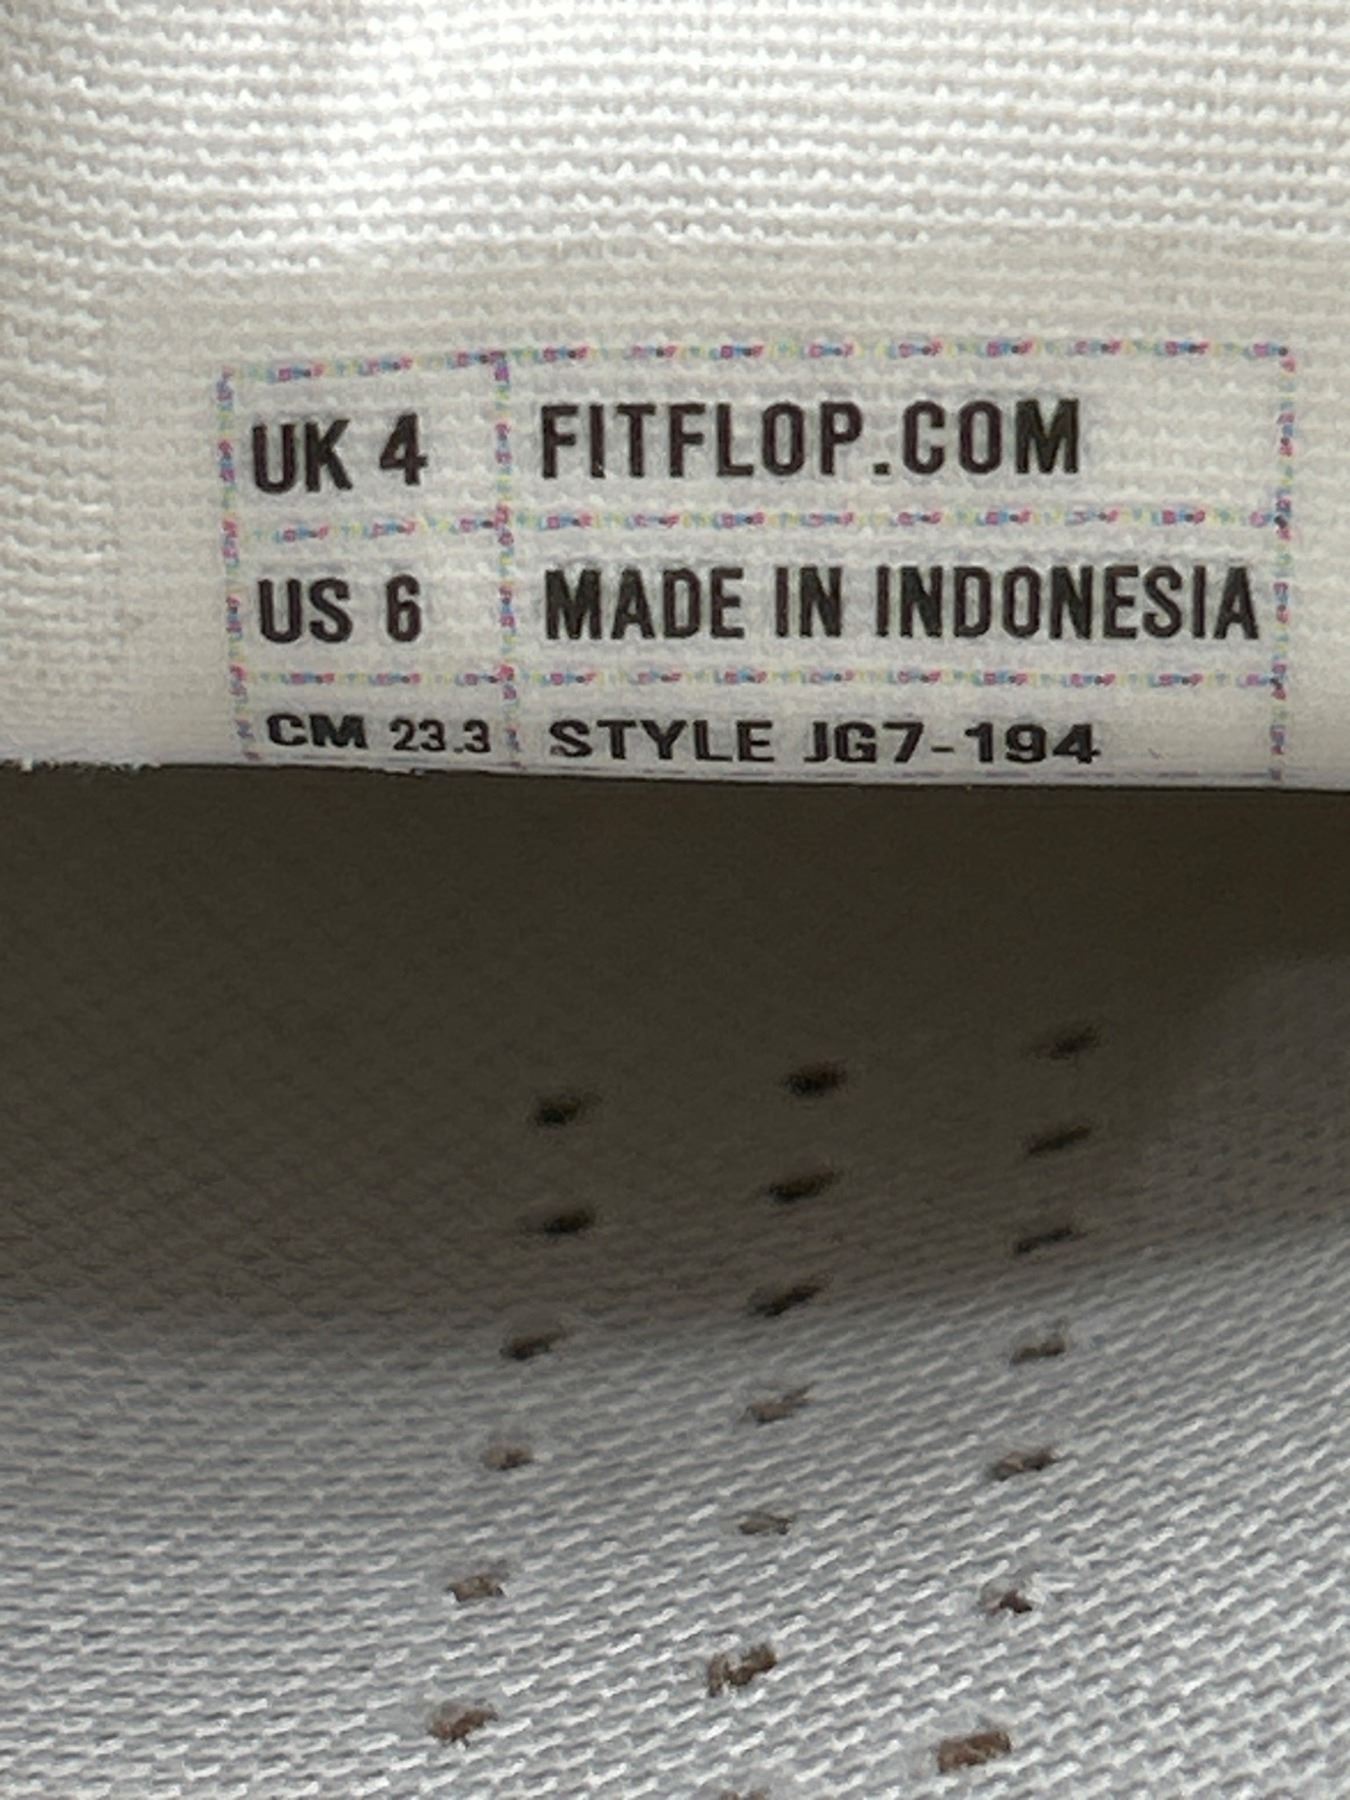 UK 4 FITFLOP.COM
US 6 MADE IN INDONESIA
CM 23.3 STYLE JG7-194